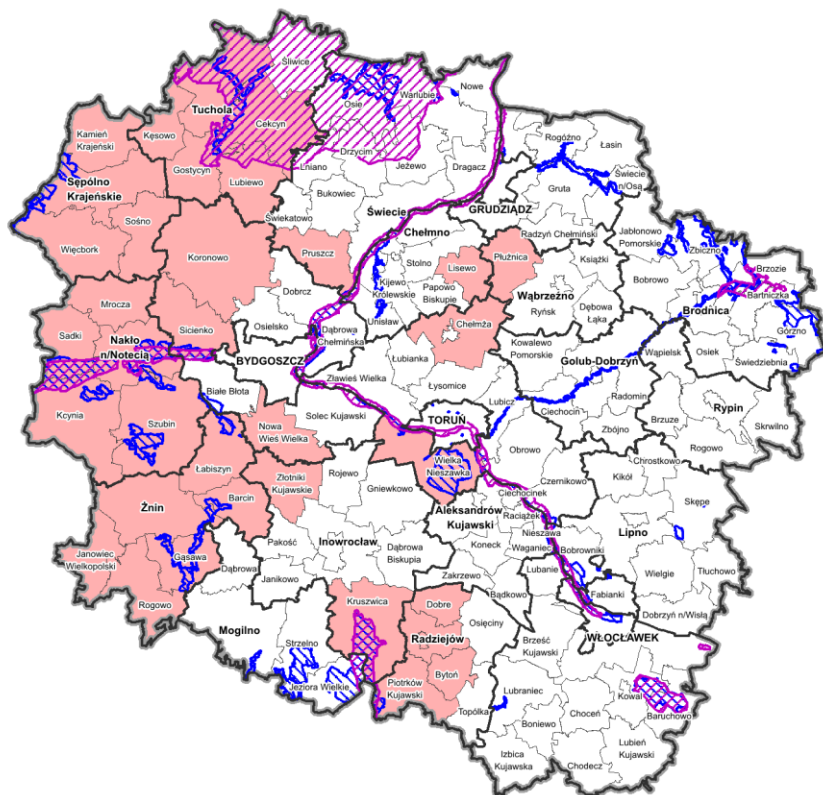 Śliwice
Nowe
Osie
Warlubie
Tuchola
Cekcyn
Rogóźno
Łasin
Kamień
Krajeński
Kęsowo
Drzycim
Jeżewo
Dragacz
Lniano
Gostycyn
Lubiewo
Świecie
n/Osą
Sępólno
Krajeńskie
Bukowiec
Gruta
GRUDZIĄDZ
Świekatowo
Świecie
Sośno
Radzyń Chełmiński
Chełmno
Jabłonowo
Pomorskie
Zbiczno
Więcbork
Koronowo
Pruszcz
Stolno
Lisewo
Płużnica
Książki
Brzozie
Bobrowo
Bartniczka
Kijewo
Królewskie
Papowo
Biskupie
Wąbrzeźno
Dobrcz
Mrocza
Ryńsk
Dębowa
Łąka
Brodnica
Unisław
Chełmża
Górzno
Sadki
Sicienko
Osielsko
Dąbrowa
Chełmińska
Nakło
n/Notecią
BYDGOSZCZ
Łubianka
Kowalewo
Pomorskie
Golub-Dobrzyń
Wąpielsk
Osiek
Świedziebnia
Zławieś Wielka
Łysomice
Białe Błota
Radomin
Kcynia
Solec Kujawski
TORUŃ
Lubicz
Ciechocin
Rypin
Szubin
Nowa
Wieś Wielka
Zbójno
Brzuze
Skrwilno
Obrowo
Rogowo
Wielka
Nieszawka
Łabiszyn
Złotniki
Kujawskie
Rojewo
Chrostkowo
Kikół
Czernikowo
Gniewkowo
Ciechocinek
Barcin
Żnin
Aleksandrów
Kujawski
Raciążek
Skępe
Nieszawa
Lipno
Inowrocław
Pakość
Koneck
Waganiec
Bobrowniki
Janowiec
Wielkopolski
Gąsawa
Dąbrowa
Dąbrowa
Biskupia
Lubanie
Wielgie
Tłuchowo
Janikowo
Zakrzewo
Bądkowo
Fabianki
Rogowo
Kruszwica
Dobre
Dobrzyń n/Wisłą
Osięciny
Mogilno
Strzelno
Radziejów
Brześć
Kujawski
WŁOCŁAWEK
Bytoń
Jeziora Wielkie
Piotrków
Kujawski
Lubraniec
Kowal
Baruchowo
Topólka
Choceń
Boniewo
Lubień
Kujawski
Izbica
Kujawska
Chodecz